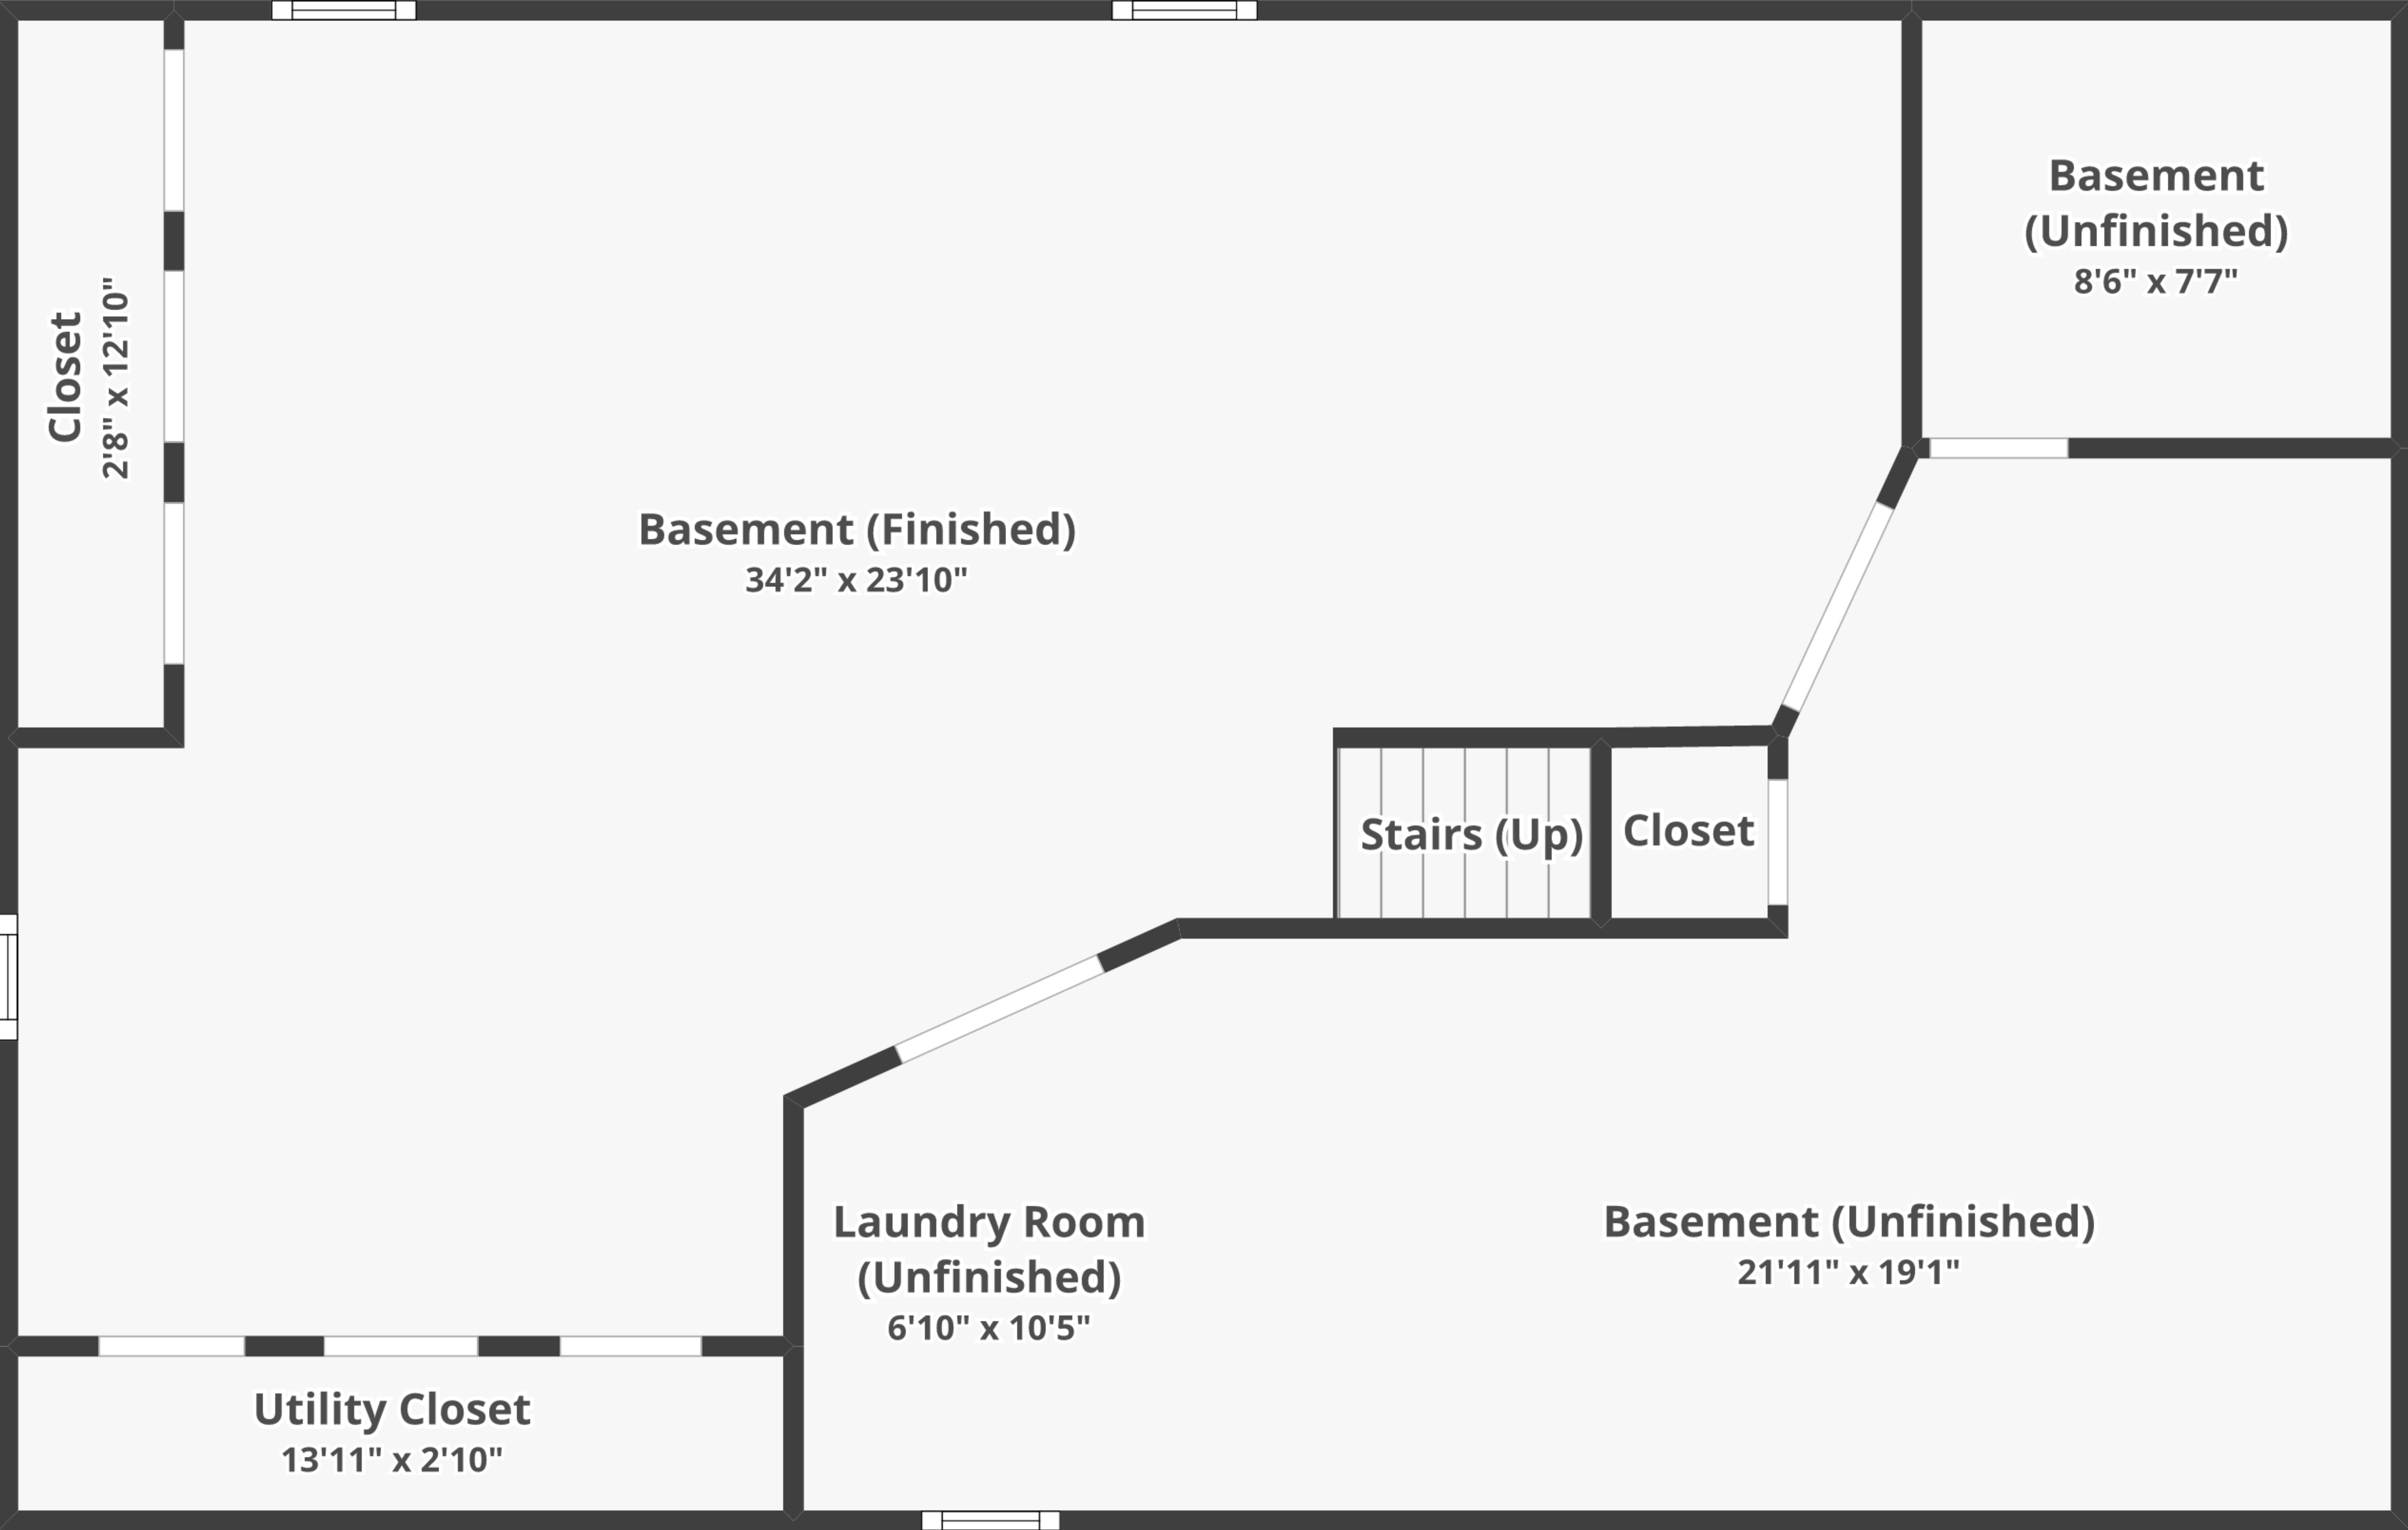 Closet
2'8" x 12'10"
Basement (Finished)
34'2" x 23'10"
Basement
(Unfinished)
8'6" x 7'7"
Stairs (Up)
Closet
Laundry Room
(Unfinished)
6'10" x 10'5"
Basement (Unfinished)
21'11" x 19'1"
Utility Closet
13'11" x 2'10"